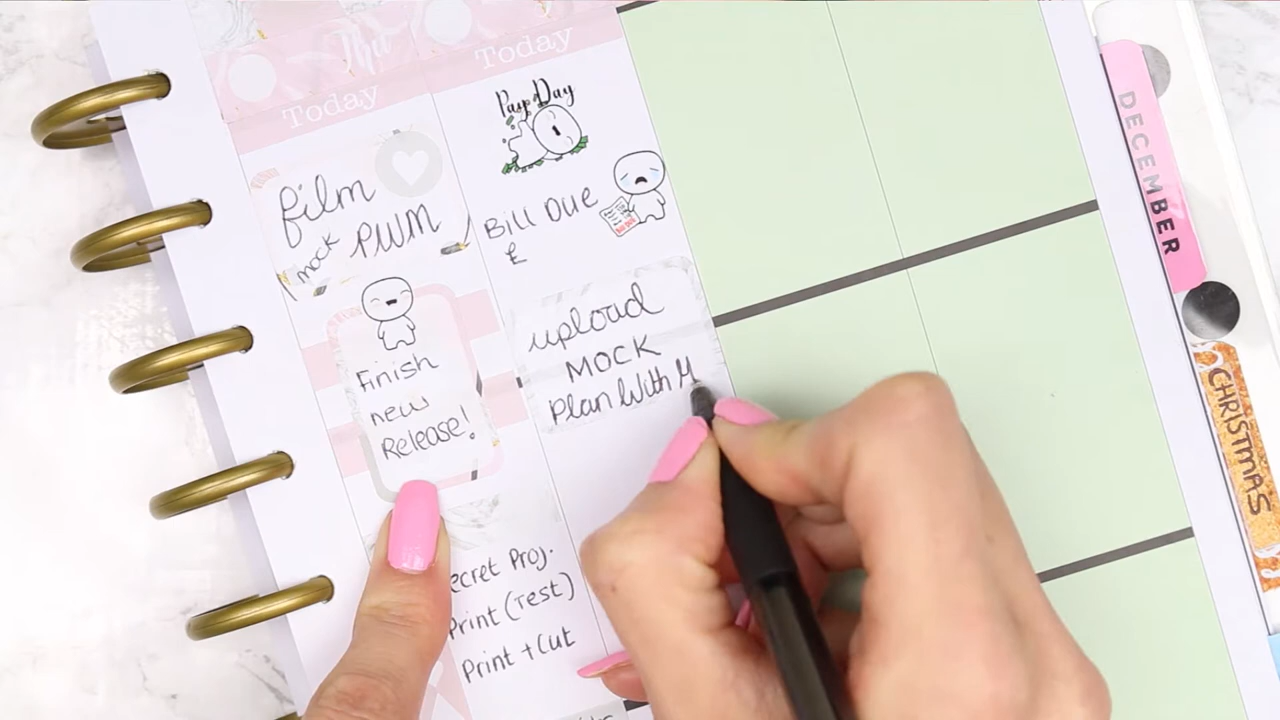 Thu
Today
film
mock PWM
Finish
new
Release!
ecret Proj.
Print (Test)
Print + Cut
Today
Pay Day
Bill Due
£
upload
MOCK
Plan With M
DECEMBER
CHRISTMAS